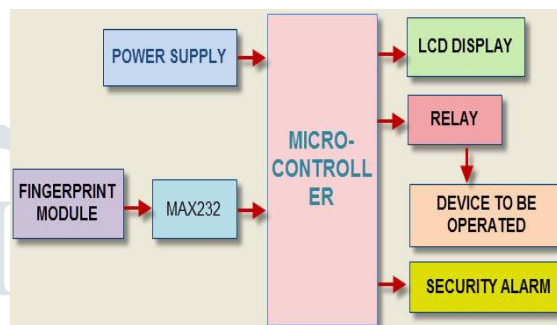 POWER SUPPLY
FINGERPRINT
MODULE
MAX232
MICRO-
CONTROLL
ER
LCD DISPLAY
RELAY
DEVICE TO BE
OPERATED
SECURITY ALARM